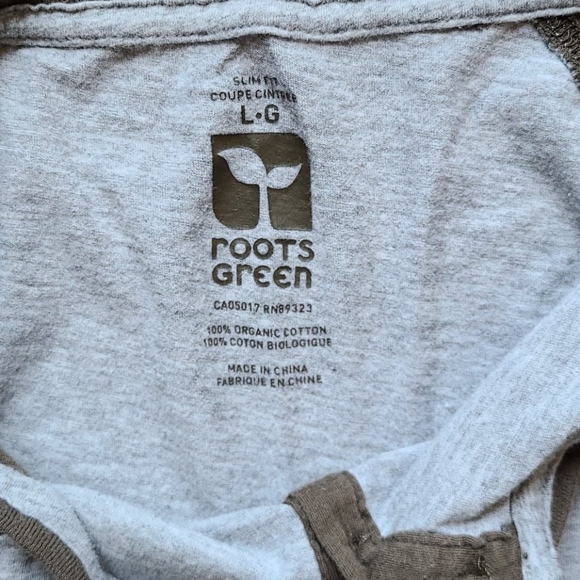 SLIM FIT
COUPE CINTRÉE
L•G
ROOTS
GREEN
CA05017 RN89323
100% ORGANIC COTTON
100% COTON BIOLOGIQUE
MADE IN CHINA
FABRIQUE EN CHINE